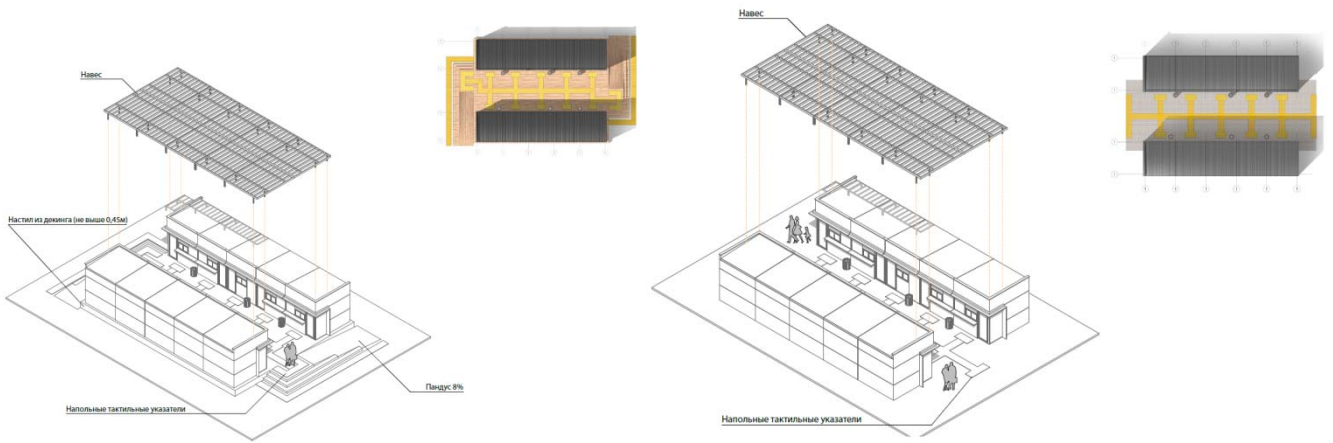 Навес
Настил из декинга (не выше 0,45м)
Пандус 8%
Напольные тактильные указатели
Навес
Напольные тактильные указатели